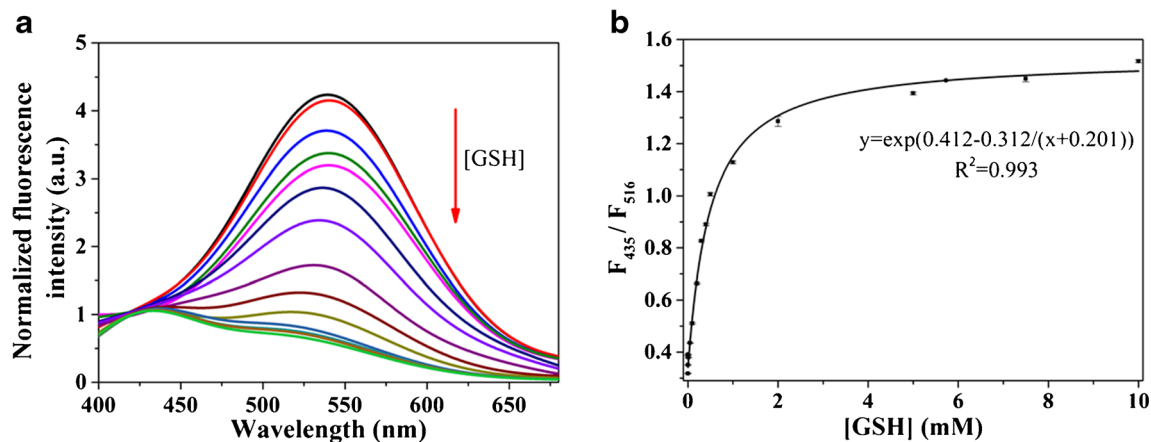 a
5
4
3
2
1
0
Normalized fluorescence
intensity (a.u.)
[GSH]
400
450
500
550
600
650
Wavelength (nm)
b
1.6
1.4
1.2
1.0
0.8
0.6
0.4
F435 / F516
y=exp(0.412-0.312/(x+0.201))
R²=0.993
0
2
4
6
8
10
[GSH] (mM)